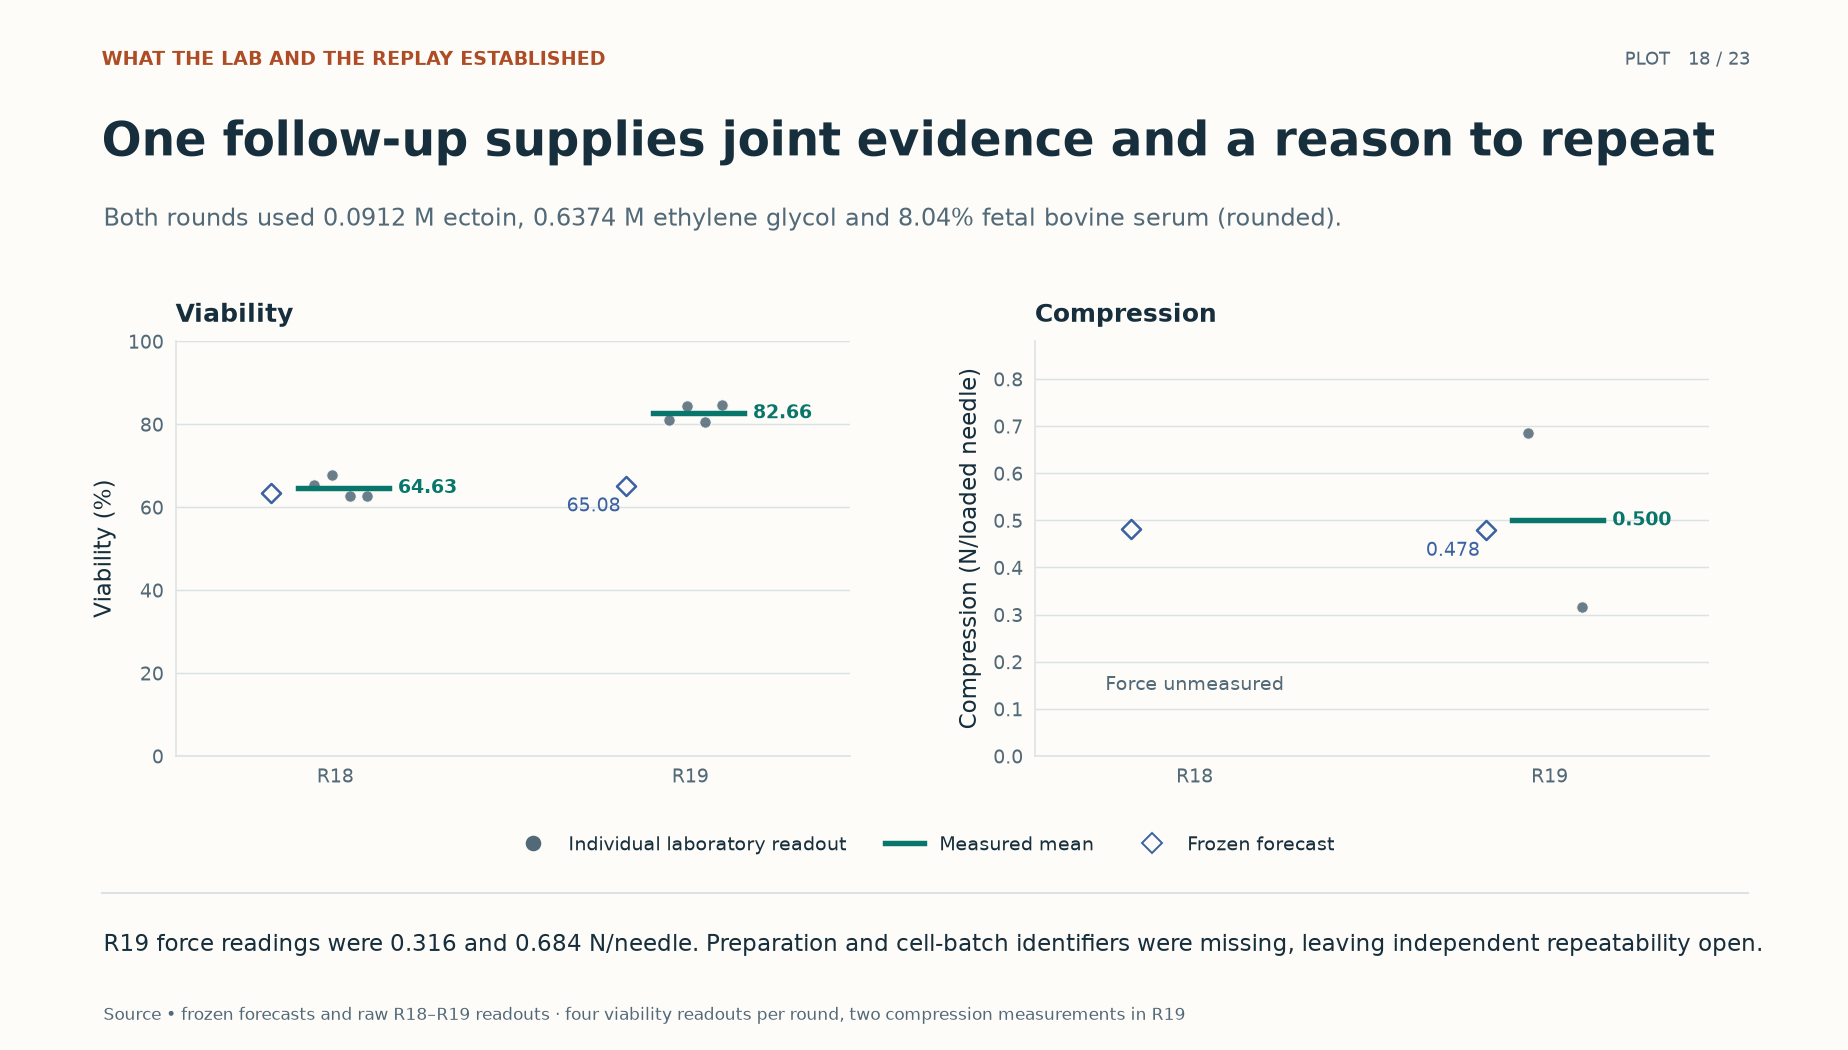 WHAT THE LAB AND THE REPLAY ESTABLISHED
PLOT 18 / 23
One follow-up supplies joint evidence and a reason to repeat
Both rounds used 0.0912 M ectoin, 0.6374 M ethylene glycol and 8.04% fetal bovine serum (rounded).
Viability
Viability (%)
100
80
60
40
20
0
64.63
65.08
82.66
R18
R19
Compression
Compression (N/loaded needle)
0.8
0.7
0.6
0.5
0.4
0.3
0.2
0.1
0.0
0.478
0.500
Force unmeasured
R18
R19
Individual laboratory readout
Measured mean
Frozen forecast
R19 force readings were 0.316 and 0.684 N/needle. Preparation and cell-batch identifiers were missing, leaving independent repeatability open.
Source • frozen forecasts and raw R18–R19 readouts · four viability readouts per round, two compression measurements in R19